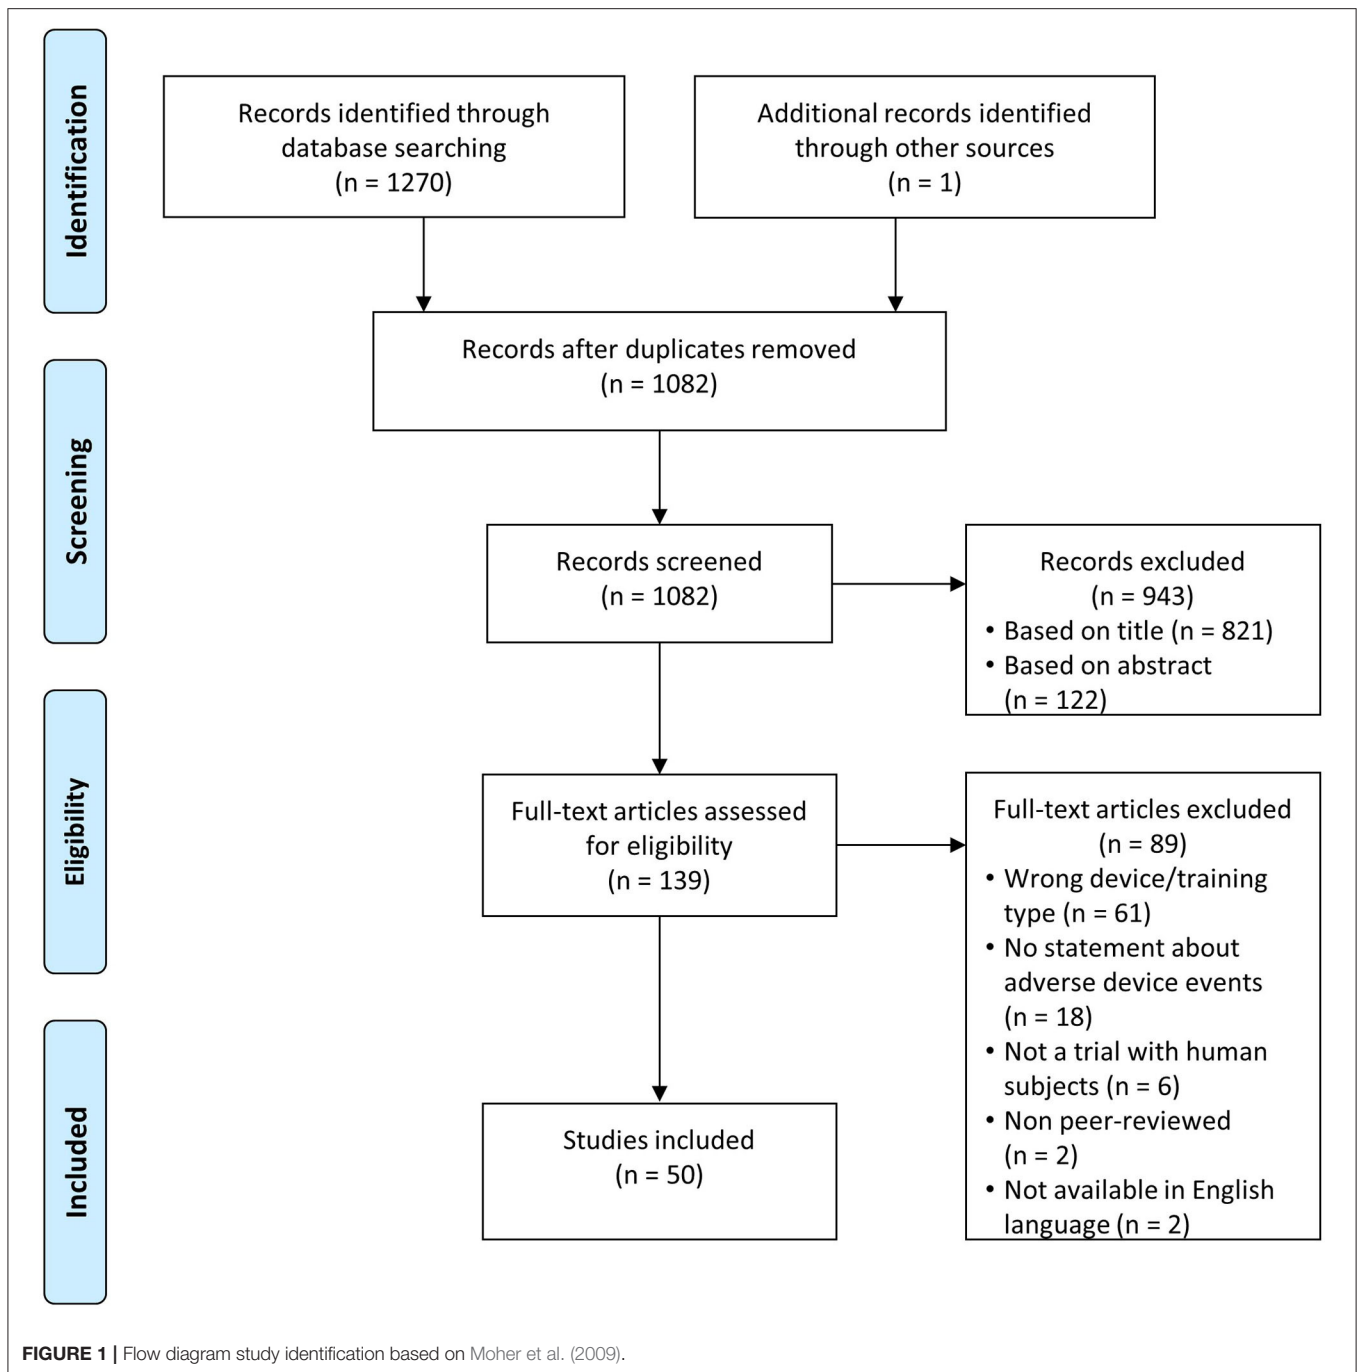 Identification
Records identified through
database searching
(n = 1270)
Additional records identified
through other sources
(n = 1)
Records after duplicates removed
(n = 1082)
Screening
Records screened
(n = 1082)
Records excluded
(n = 943)
• Based on title (n = 821)
• Based on abstract
(n = 122)
Eligibility
Full-text articles assessed
for eligibility
(n = 139)
Full-text articles excluded
(n = 89)
• Wrong device/training
type (n = 61)
• No statement about
adverse device events
(n = 18)
• Not a trial with human
subjects (n = 6)
• Non peer-reviewed
(n = 2)
• Not available in English
language (n = 2)
Included
Studies included
(n = 50)
FIGURE 1 | Flow diagram study identification based on Moher et al. (2009).